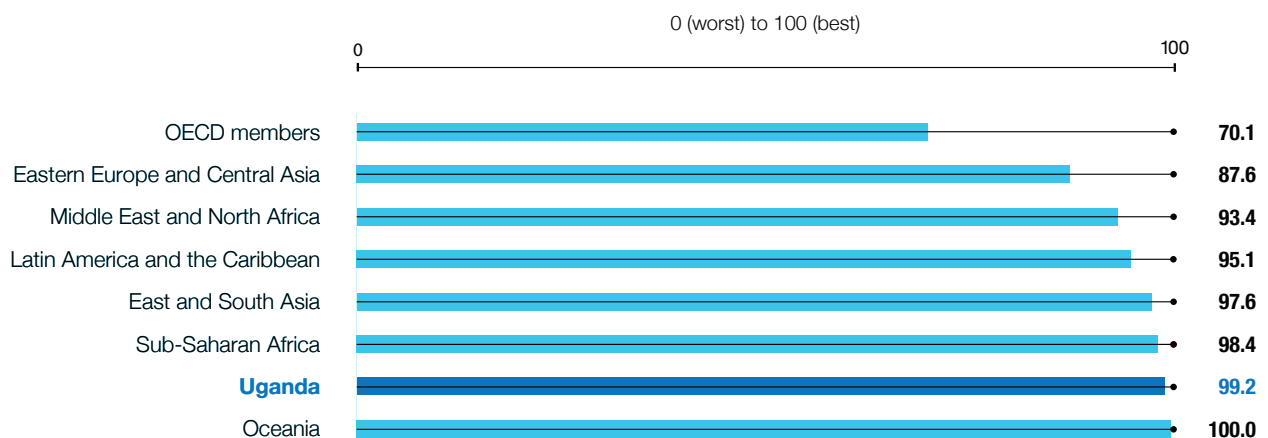 0 (worst) to 100 (best)
0 100
OECD members 70.1
Eastern Europe and Central Asia 87.6
Middle East and North Africa 93.4
Latin America and the Caribbean 95.1
East and South Asia 97.6
Sub-Saharan Africa 98.4
Uganda 99.2
Oceania 100.0